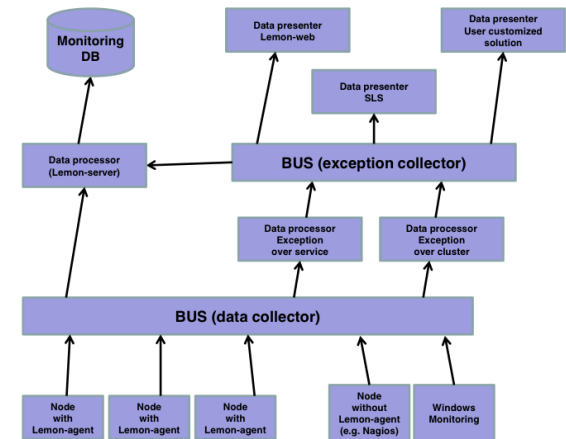 Monitoring
DB
Data presenter
Lemon-web
Data presenter
User customized
solution
Data presenter
SLS
Data processor
(Lemon-server)
BUS (exception collector)
Data processor
Exception
over service
Data processor
Exception
over cluster
BUS (data collector)
Node
with
Lemon-agent
Node
with
Lemon-agent
Node
with
Lemon-agent
Node
without
Lemon-agent
(e.g. Nagios)
Windows
Monitoring